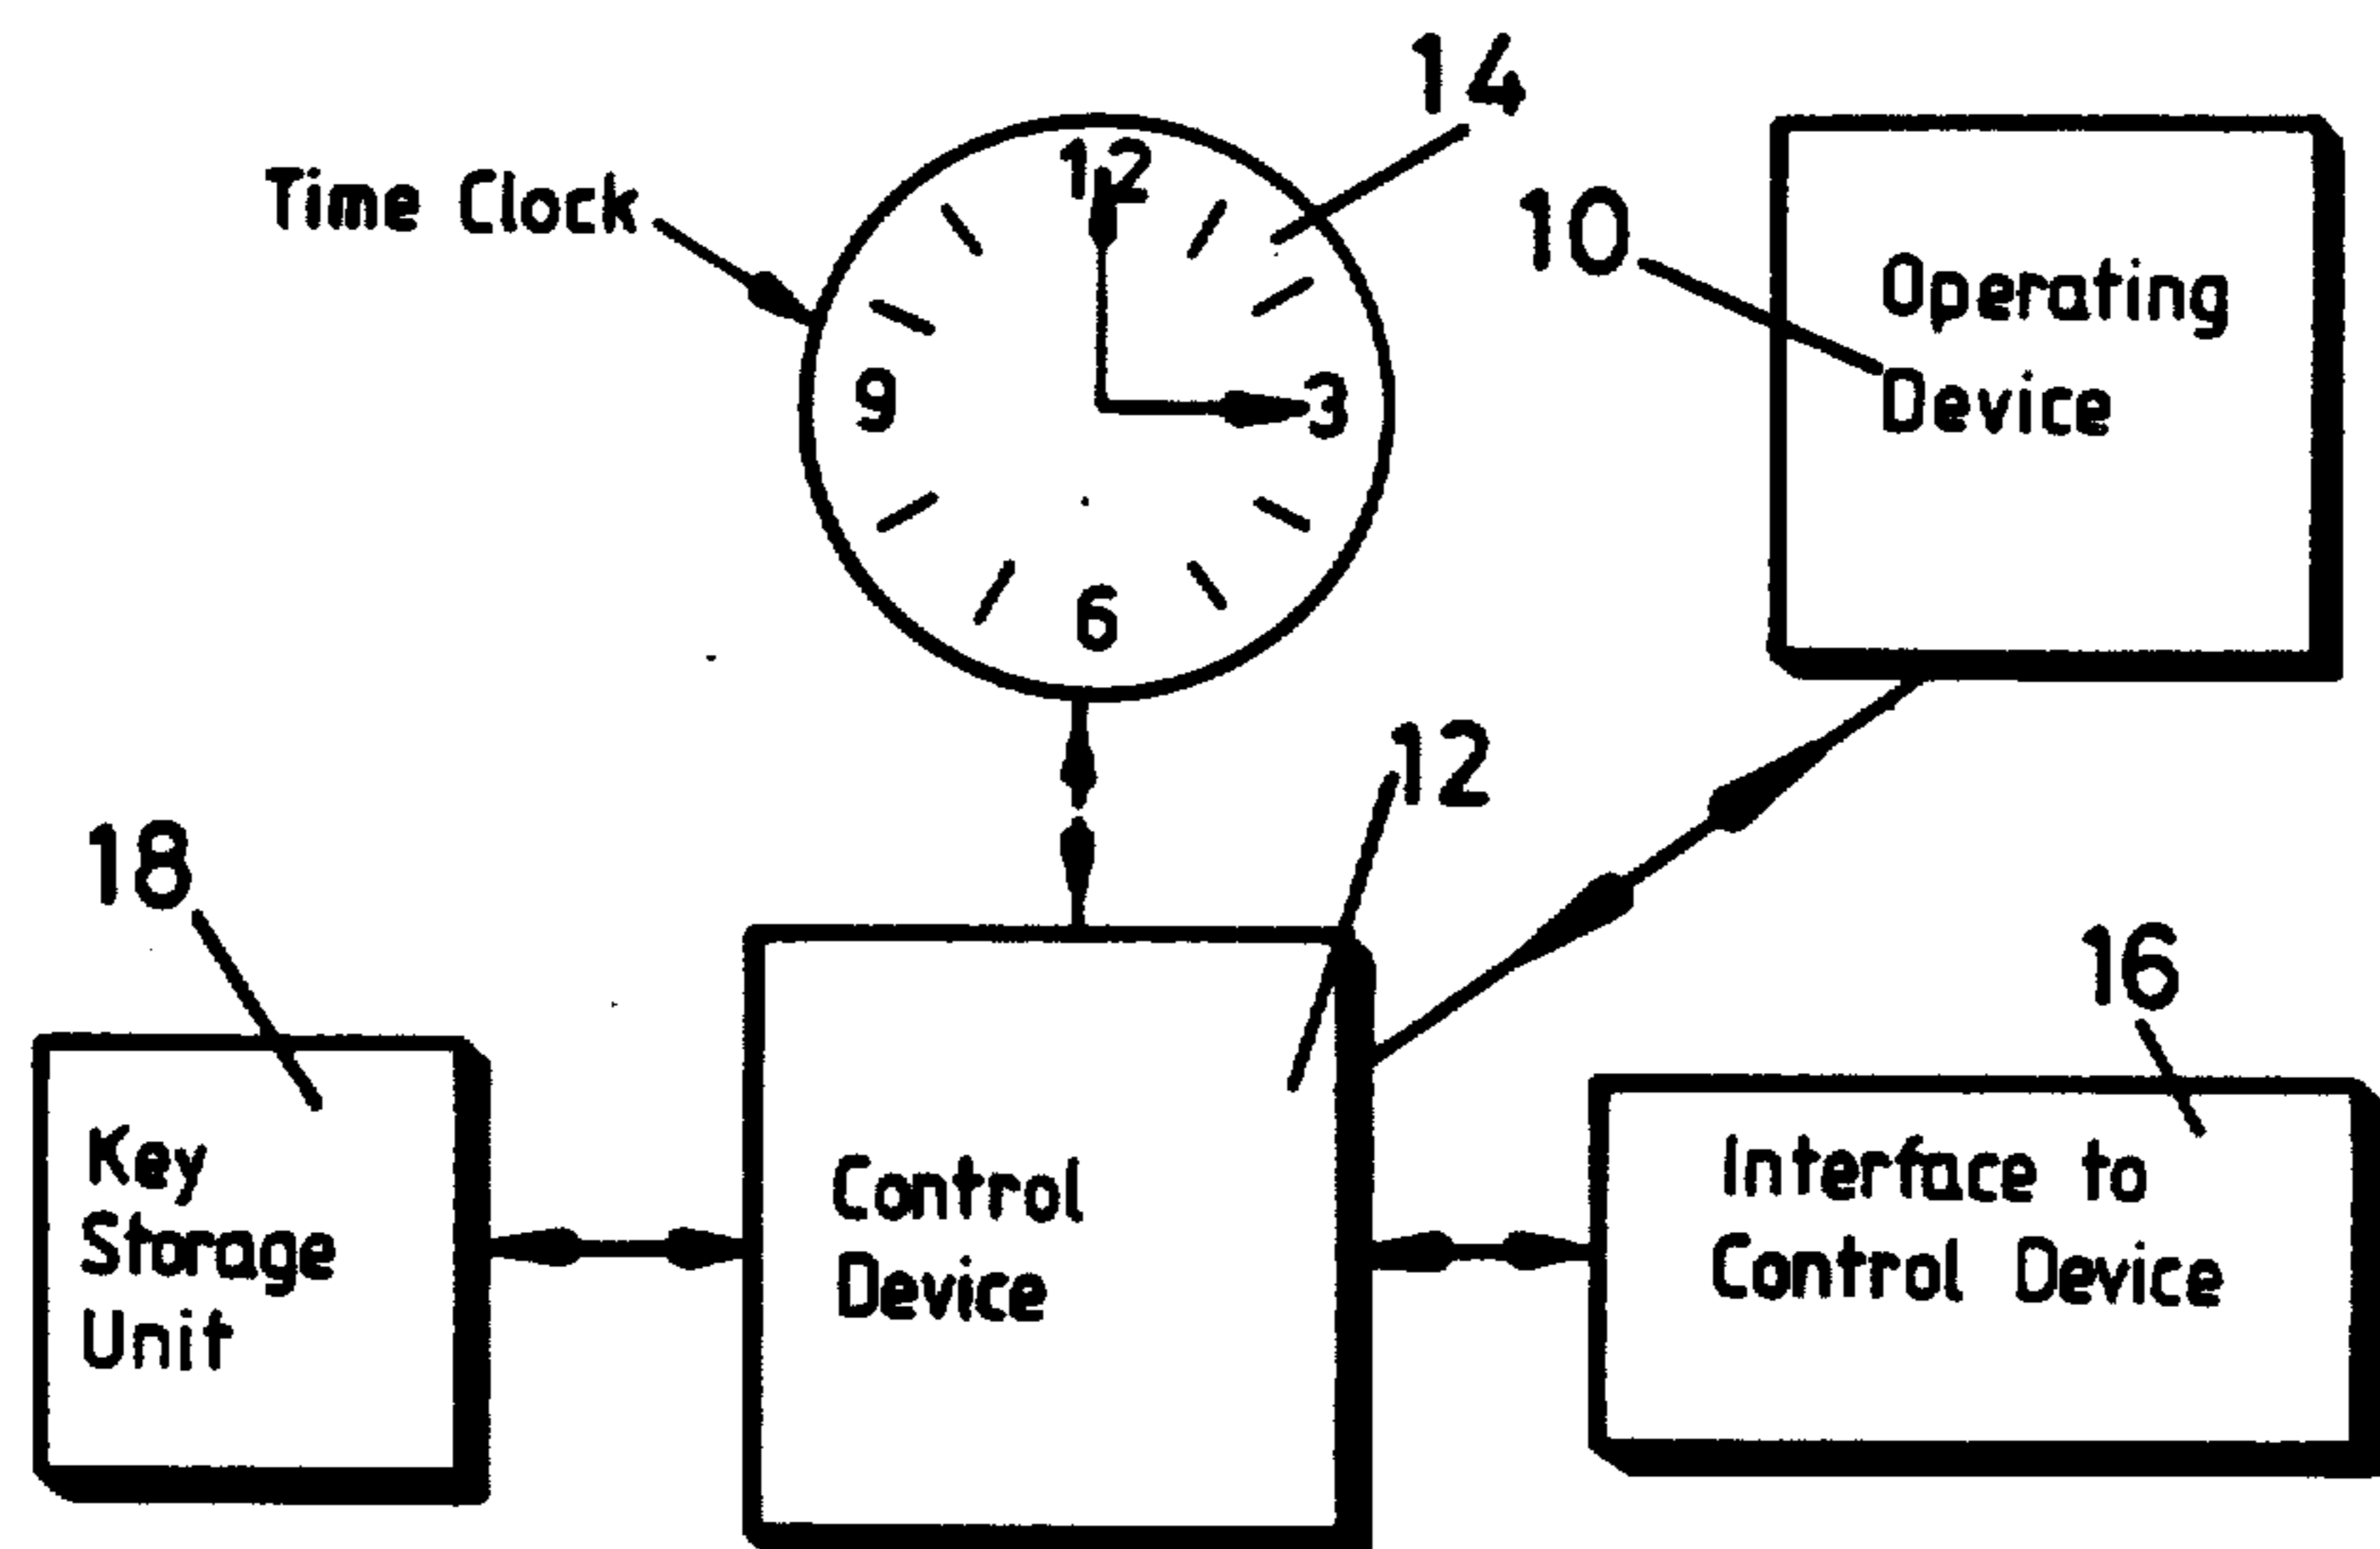 14
12
Time Clock
10
Operating
Device
9
3
6
12
18
16
Key
Storage
Unit
Control
Device
Interface to
Control Device